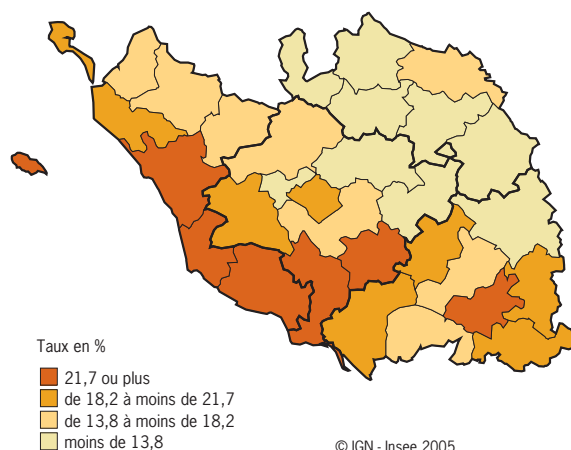 Taux en %
21,7 ou plus
de 18,2 à moins de 21,7
de 13,8 à moins de 18,2
moins de 13,8
© IGN - Insee 2005